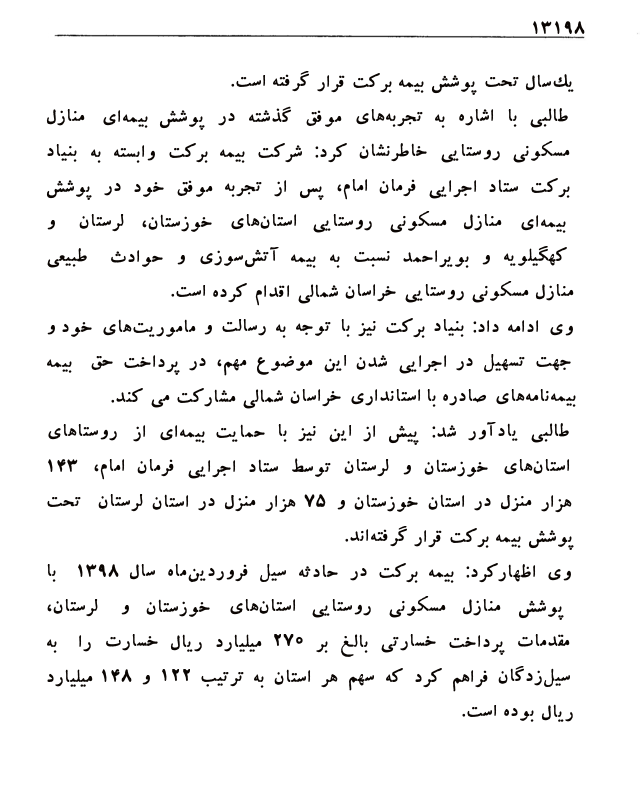 ۱۳۱۹۸
یك‌سال تحت پوشش بیمه برکت قرار گرفته است.
طالبی با اشاره به تجربه‌های موفق گذشته در پوشش بیمه‌ای منازل
مسکونی روستایی خاطرنشان کرد: شرکت بیمه برکت وابسته به بنیاد
برکت ستاد اجرایی فرمان امام، پس از تجربه موفق خود در پوشش
بیمه‌ای منازل مسکونی روستایی استان‌های خوزستان، لرستان و
کهگیلویه و بویراحمد نسبت به بیمه آتش‌سوزی و حوادث طبیعی
منازل مسکونی روستایی خراسان شمالی اقدام کرده است.
وی ادامه داد: بنیاد برکت نیز با توجه به رسالت و ماموریت‌های خود و
جهت تسهیل در اجرایی شدن این موضوع مهم، در پرداخت حق بیمه
بیمه‌نامه‌های صادره با استانداری خراسان شمالی مشارکت می کند.
طالبی یادآور شد: پیش از این نیز با حمایت بیمه‌ای از روستاهای
استان‌های خوزستان و لرستان توسط ستاد اجرایی فرمان امام، ۱۴۳
هزار منزل در استان خوزستان و ۷۵ هزار منزل در استان لرستان تحت
پوشش بیمه برکت قرار گرفته‌اند.
وی اظهارکرد: بیمه برکت در حادثه سیل فروردین‌ماه سال ۱۳۹۸ با
پوشش منازل مسکونی روستایی استان‌های خوزستان و لرستان،
مقدمات پرداخت خسارتی بالغ بر ۲۷۰ میلیارد ریال خسارت را به
سیل‌زدگان فراهم کرد که سهم هر استان به ترتیب ۱۲۲ و ۱۴۸ میلیارد
ریال بوده است.